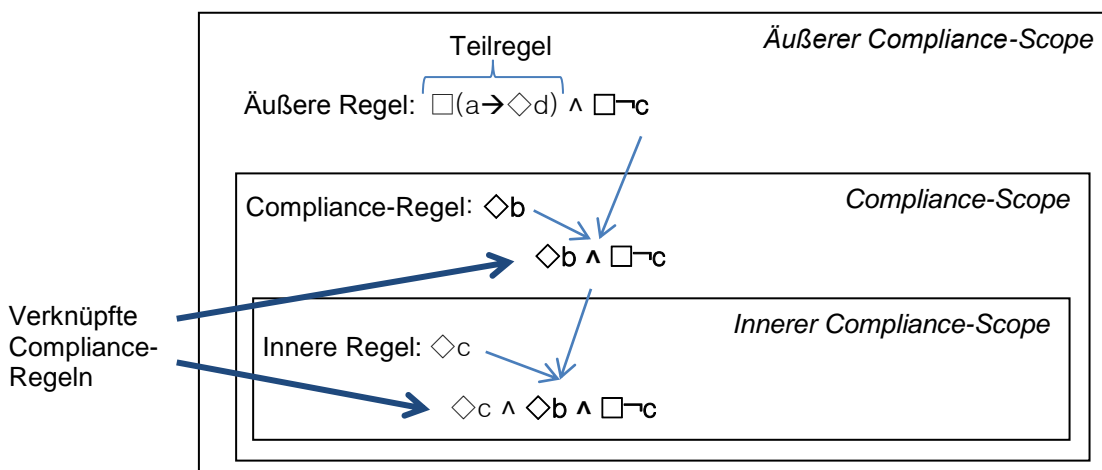 Äußerer Compliance-Scope
Teilregel
Äußere Regel: □(a→◇d) ∧ □¬c
Compliance-Scope
Compliance-Regel: ◇b
◇b ∧ □¬c
Verknüpfte
Compliance-
Regeln
Innerer Compliance-Scope
Innere Regel: ◇c
◇c ∧ ◇b ∧ □¬c